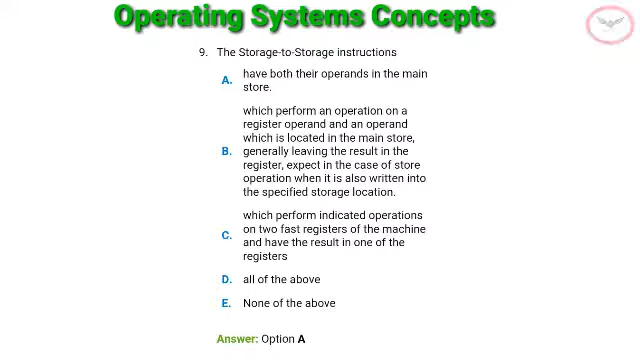 Operating Systems Concepts
9. The Storage-to-Storage instructions
A. have both their operands in the main
store.
B. which perform an operation on a
register operand and an operand
which is located in the main store,
generally leaving the result in the
register, expect in the case of store
operation when it is also written into
the specified storage location.
C. which perform indicated operations
on two fast registers of the machine
and have the result in one of the
registers
D. all of the above
E. None of the above
Answer: Option A